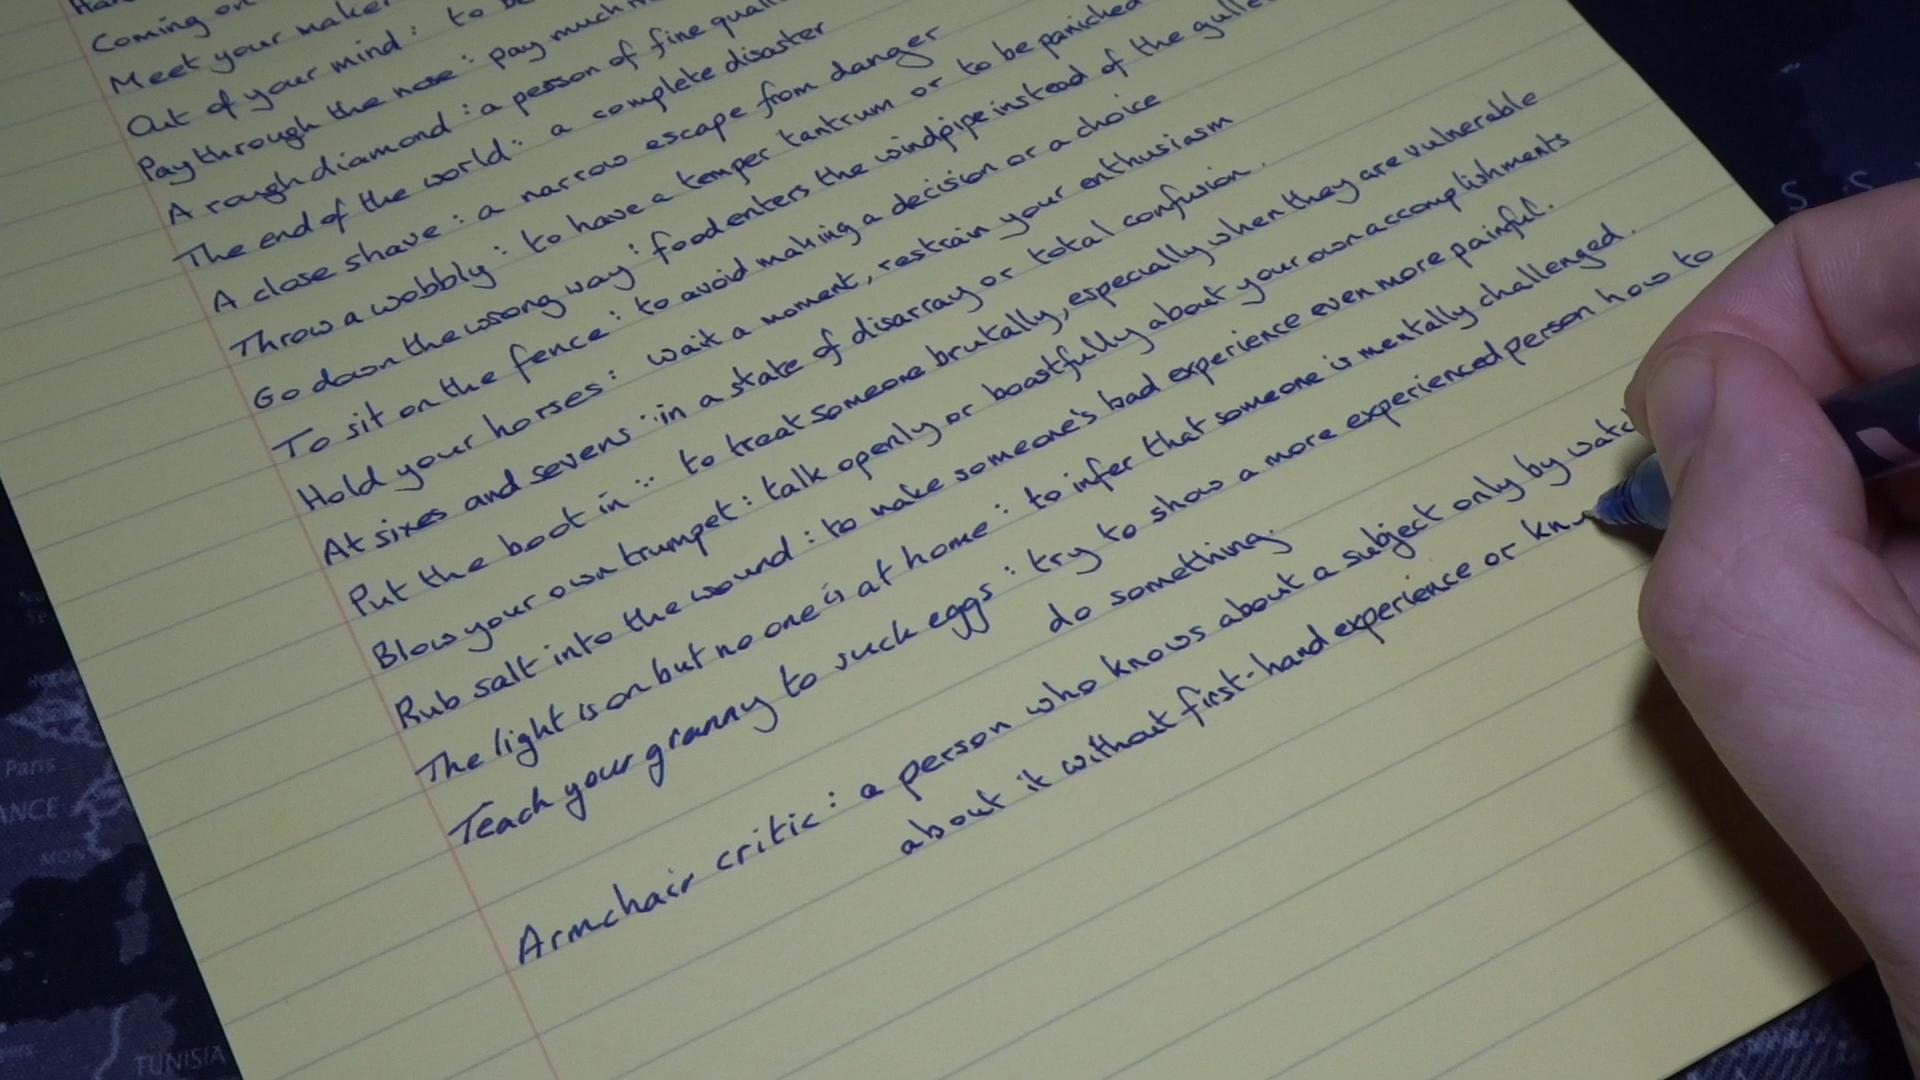 Coming on
Meet your maker
Out of your mind : to be
Pay through the nose : pay much
A rough diamond : a person of fine
The end of the world : a complete disaster
A close shave : a narrow escape from danger
Throw a wobbly : to have a temper tantrum or to be panicked
Go down the wrong way : food enters the windpipe instead of the gullet
To sit on the fence : to avoid making a decision or a choice
Hold your horses : wait a moment, restrain your enthusiasm
At sixes and sevens : in a state of disarray or total confusion.
Put the boot in : to treat someone brutally, especially when they are vulnerable
Blow your own trumpet : talk openly or boastfully about your own accomplishments
Rub salt into the wound : to make someone's bad experience even more painful.
The light is on but no one is at home : to infer that someone is mentally challenged.
Teach your granny to suck eggs : try to show a more experienced person how to
do something.
Armchair critic : a person who knows about a subject only by watc
about it without first-hand experience or kn
Paris
ANCE
MON
TUNISIA